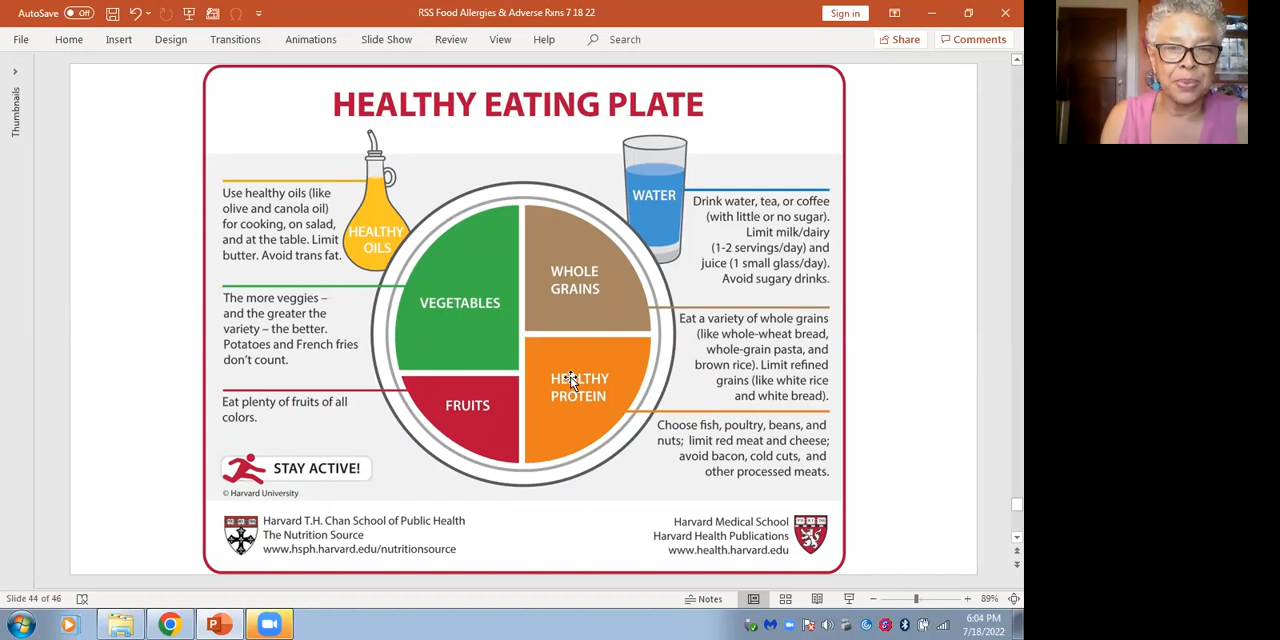 AutoSave Off
RSS Food Allergies & Adverse Rxns 7 18 22
Sign in
File Home Insert Design Transitions Animations Slide Show Review View Help Search
Share Comments
Thumbnails
HEALTHY EATING PLATE
Use healthy oils (like
olive and canola oil)
for cooking, on salad,
and at the table. Limit
butter. Avoid trans fat.
HEALTHY
OILS
The more veggies –
and the greater the
variety – the better.
Potatoes and French fries
don't count.
Eat plenty of fruits of all
colors.
VEGETABLES
FRUITS
WHOLE
GRAINS
HEALTHY
PROTEIN
WATER
Drink water, tea, or coffee
(with little or no sugar).
Limit milk/dairy
(1-2 servings/day) and
juice (1 small glass/day).
Avoid sugary drinks.
Eat a variety of whole grains
(like whole-wheat bread,
whole-grain pasta, and
brown rice). Limit refined
grains (like white rice
and white bread).
Choose fish, poultry, beans, and
nuts; limit red meat and cheese;
avoid bacon, cold cuts, and
other processed meats.
STAY ACTIVE!
© Harvard University
Harvard T.H. Chan School of Public Health
The Nutrition Source
www.hsph.harvard.edu/nutritionsource
Harvard Medical School
Harvard Health Publications
www.health.harvard.edu
Slide 44 of 46
Notes
89%
6:04 PM
7/18/2022